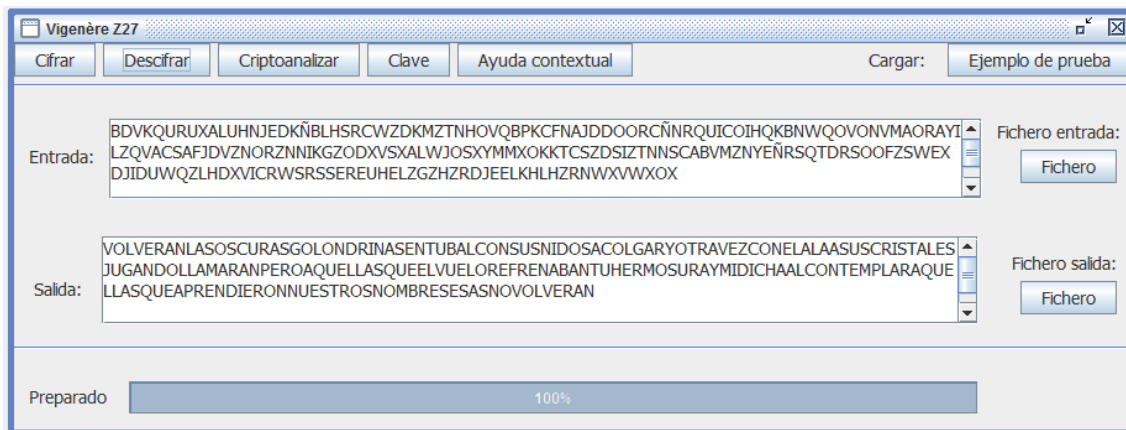 Vigenère Z27
Cifrar Descifrar Criptoanalizar Clave Ayuda contextual Cargar: Ejemplo de prueba
Entrada:
BDVKQURUXALUHNJEDKÑBLHSRCWZDKMZTNHOVQBPKCFNAJDDOORCÑNRQUICOIHQKBNWQOVONVMAORAYI
LZQVACSAFJDVZNORZNNIKGZODXVSXALWJOSXYMMXOKKTCSZDSIZTNNSCABVMZNYEÑRSQTDRSOOFZSWEX
DJIDUWQZLHDXVICRWSRSSEREUHELZGZHZRDJEELKHLHZRNWXVWXOX
Fichero entrada:
Fichero
Salida:
VOLVERANLASOSCURASGOLONDRINASENTUBALCONSUSNIDOSACOLGARYOTRAVEZCONELALAASUSCRISTALES
JUGANDOLLAMARANPEROAQUELLASQUEELVUELOREFRENABANTUHERMOSURAYMIDICHAALCONTEMPLARAQUE
LLASQUEAPRENDIERONNUESTROSNOMBRESESASNOVOLVERAN
Fichero salida:
Fichero
Preparado 100%